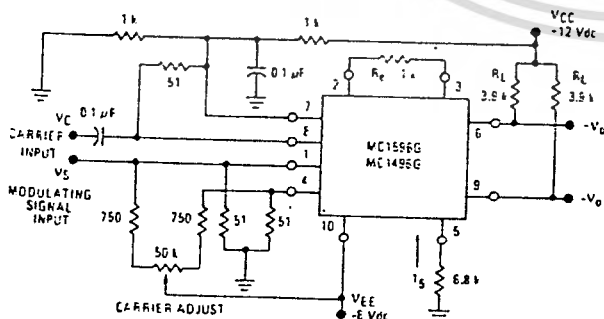 1 k
1 k
VCC
+12 Vdc
51
0.1 µF
2
Re
1 k
3
RL
3.9 k
RL
3.9 k
VC
0.1 µF
CARRIER
INPUT
VS
MODULATING
SIGNAL
INPUT
7
8
1
4
MC1596G
MC1496G
6
-Vo
9
-Vo
750
750
51
51
10
5
50 k
I5
6.8 k
CARRIER ADJUST
VEE
-8 Vdc